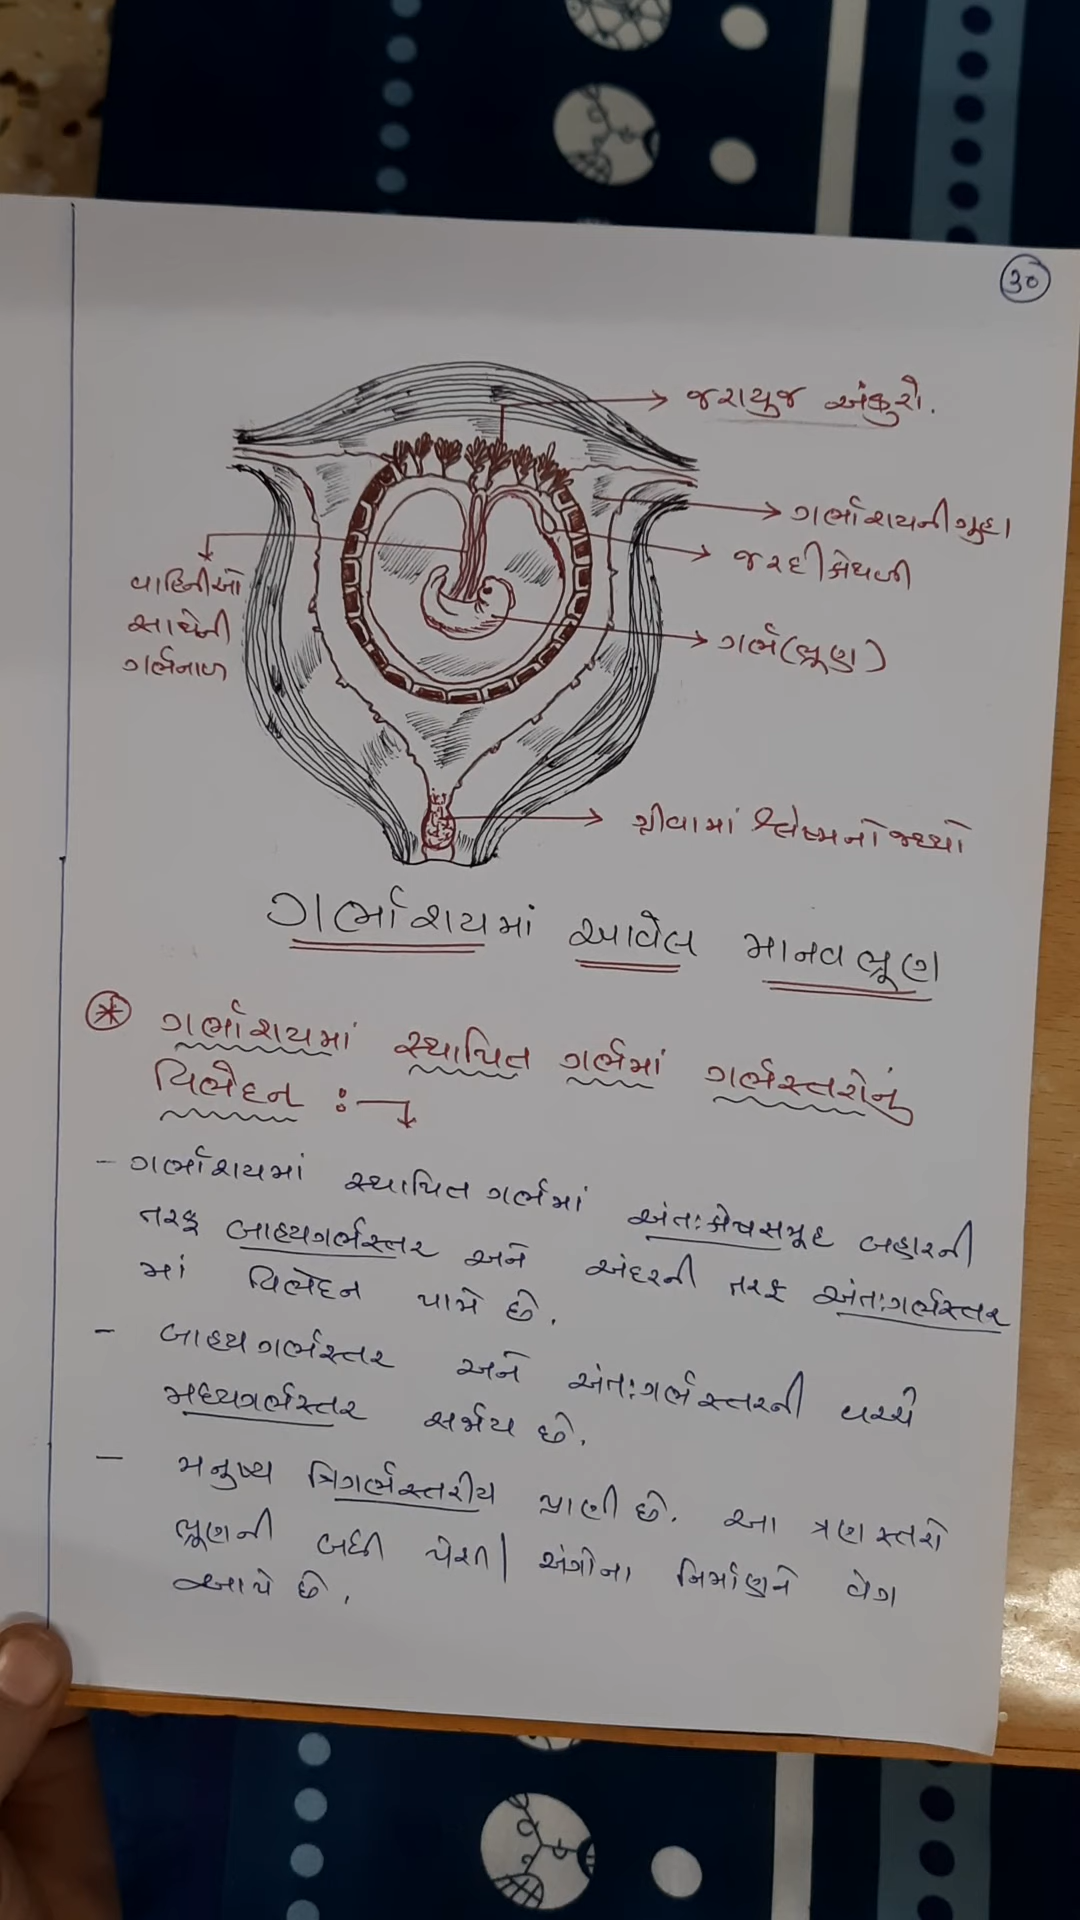 ૩૦
જરાયુજ અંકુરો.
ગર્ભાશયની ગુહા
જરદી કોથળી
ગર્ભ(ભ્રૂણ)
વાહિનીઓ
સાથેની
ગર્ભનાળ
ગ્રીવામાં શ્લેષ્મનો જથ્થો
ગર્ભાશયમાં આવેલ માનવ ભ્રૂણ
ગર્ભાશયમાં સ્થાપિત ગર્ભમાં ગર્ભસ્તરોનું
વિભેદન :→
- ગર્ભાશયમાં સ્થાપિત ગર્ભમાં અંતઃકોષસમૂહ બહારની
તરફ બાહ્યગર્ભસ્તર અને અંદરની તરફ અંતઃગર્ભસ્તર
માં વિભેદન પામે છે.
- બાહ્ય ગર્ભસ્તર અને અંતઃગર્ભસ્તરની વચ્ચે
મધ્યગર્ભસ્તર સર્જાય છે.
- મનુષ્ય ત્રિગર્ભસ્તરીય પ્રાણી છે. આ ત્રણ સ્તરો
ભ્રૂણની બધી પેશી/અંગોના નિર્માણને વેગ
આપે છે.